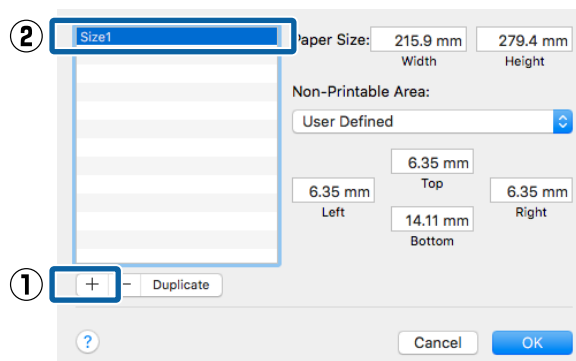 ② Size1
Paper Size: 215.9 mm 279.4 mm
Width Height
Non-Printable Area:
User Defined
6.35 mm
Top
6.35 mm 6.35 mm
Left Right
14.11 mm
Bottom
① + − Duplicate
? Cancel OK